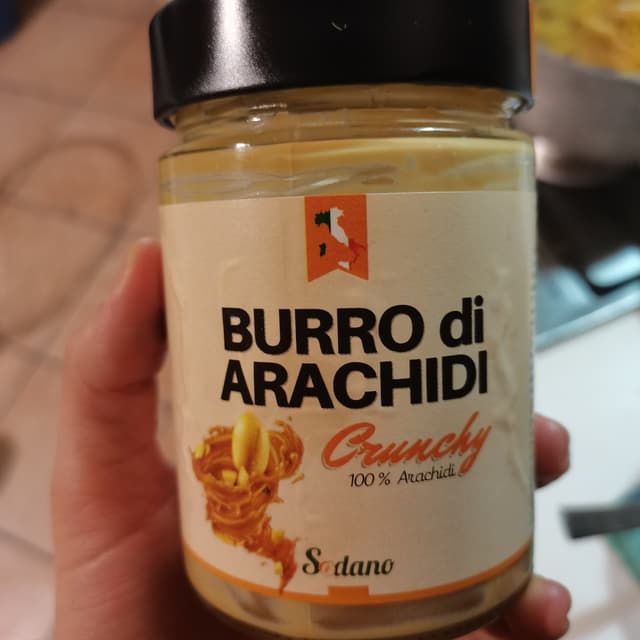 BURRO di
ARACHIDI
Crunchy
100 % Arachidi
Sodano